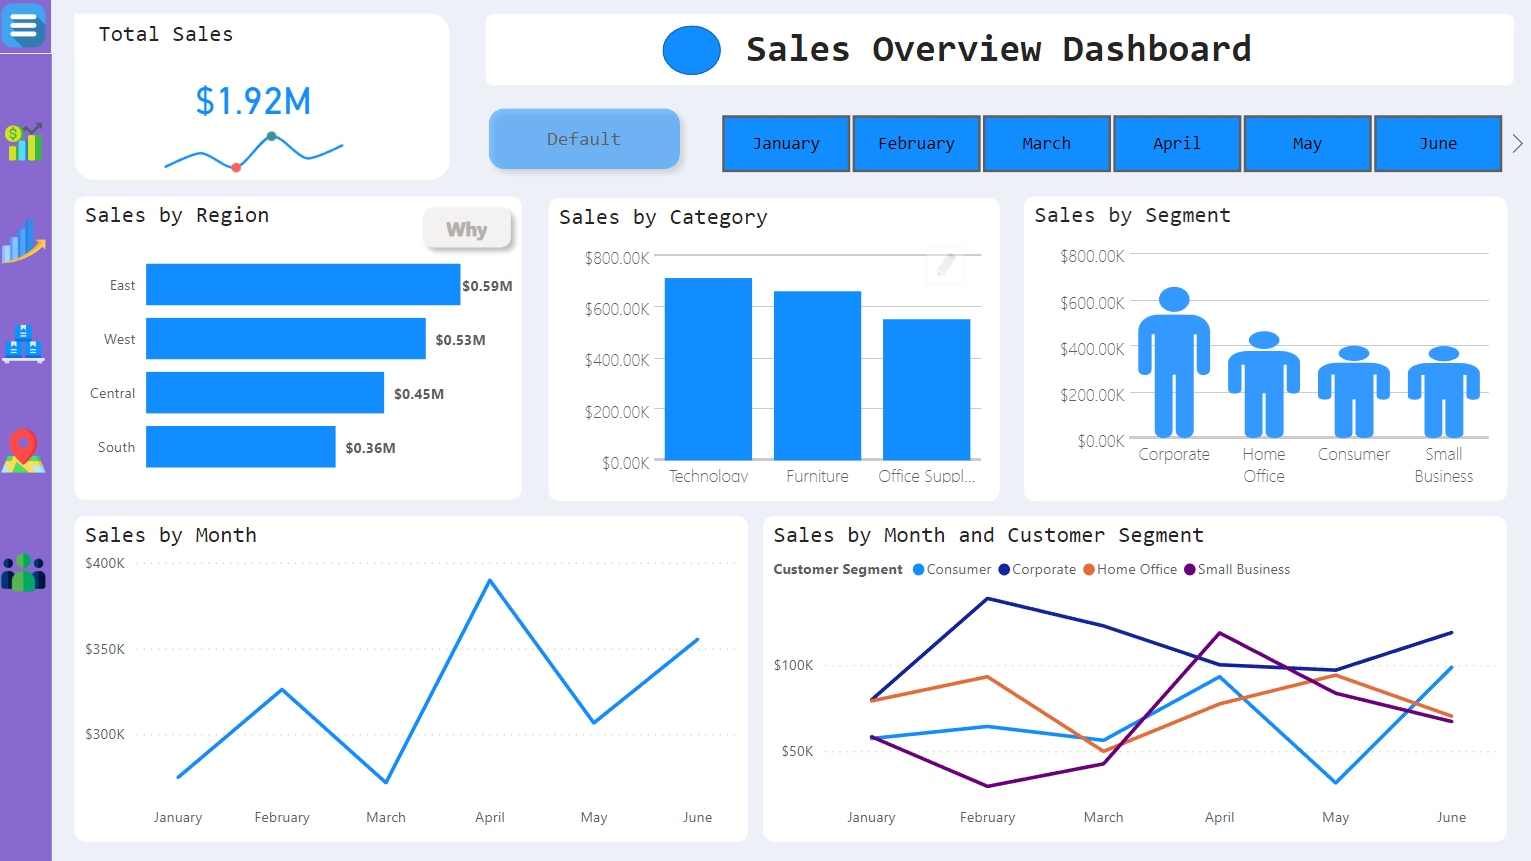 Total Sales
$1.92M
Sales Overview Dashboard
Default
January
February
March
April
May
June
Sales by Region
Why
East
$0.59M
West
$0.53M
Central
$0.45M
South
$0.36M
Sales by Category
$800.00K
$600.00K
$400.00K
$200.00K
$0.00K
Technology
Furniture
Office Suppl...
Sales by Segment
$800.00K
$600.00K
$400.00K
$200.00K
$0.00K
Corporate
Home
Office
Consumer
Small
Business
Sales by Month
$400K
$350K
$300K
January
February
March
April
May
June
Sales by Month and Customer Segment
Customer Segment Consumer Corporate Home Office Small Business
$100K
$50K
January
February
March
April
May
June